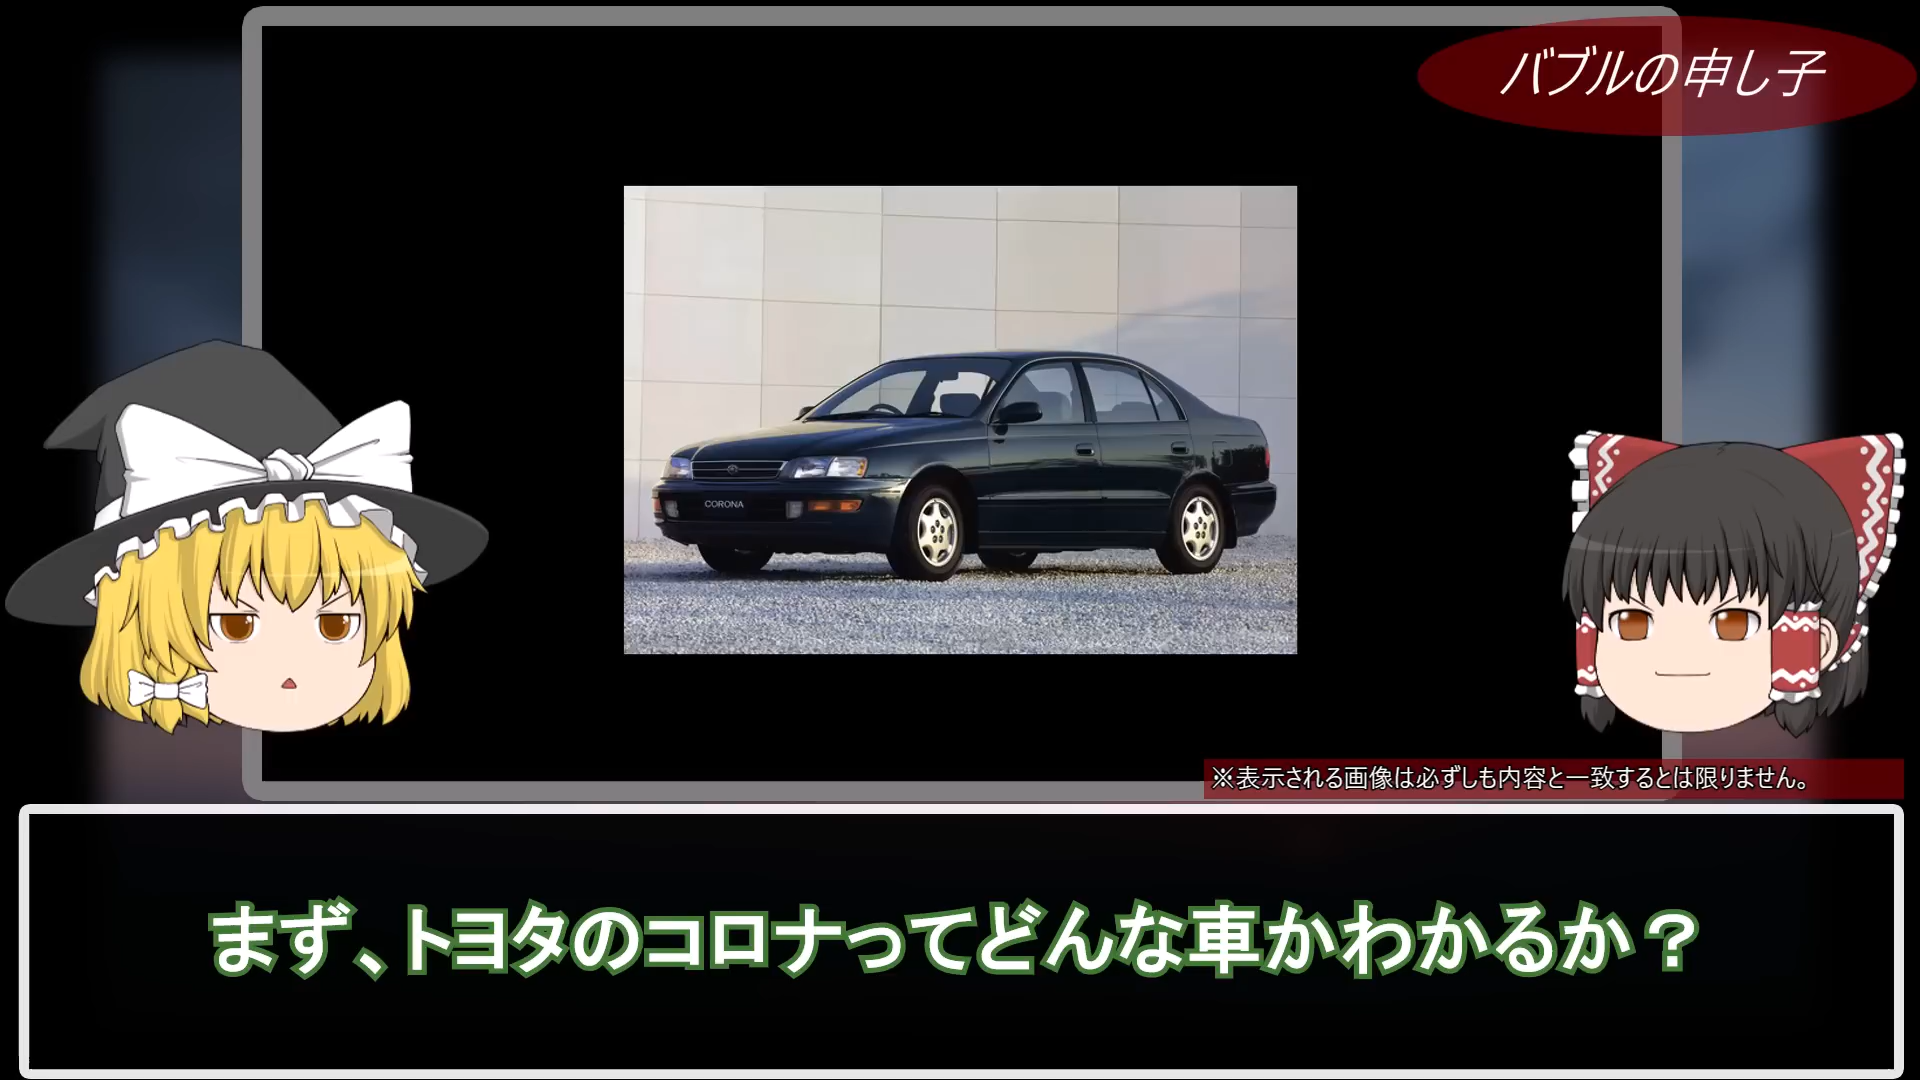 バブルの申し子
CORONA
※表示される画像は必ずしも内容と一致するとは限りません。
まず、トヨタのコロナってどんな車かわかるか？